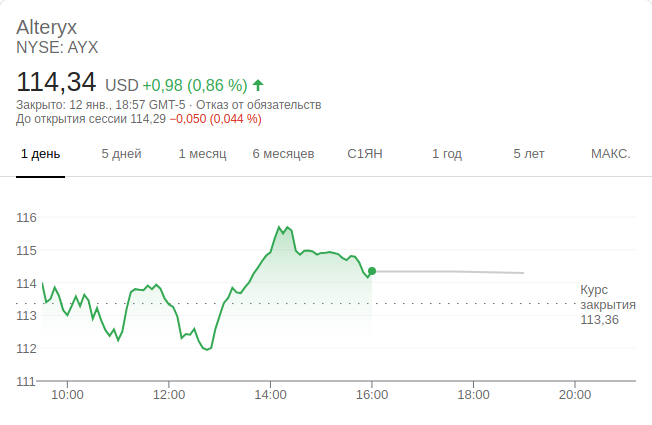 Alteryx
NYSE: AYX
114,34 USD +0,98 (0,86 %)
Закрыто: 12 янв., 18:57 GMT-5 · Отказ от обязательств
До открытия сессии 114,29 −0,050 (0,044 %)
1 день 5 дней 1 месяц 6 месяцев С1ЯН 1 год 5 лет МАКС.
116
115
114
113
112
111
Курс
закрытия
113,36
10:00 12:00 14:00 16:00 18:00 20:00